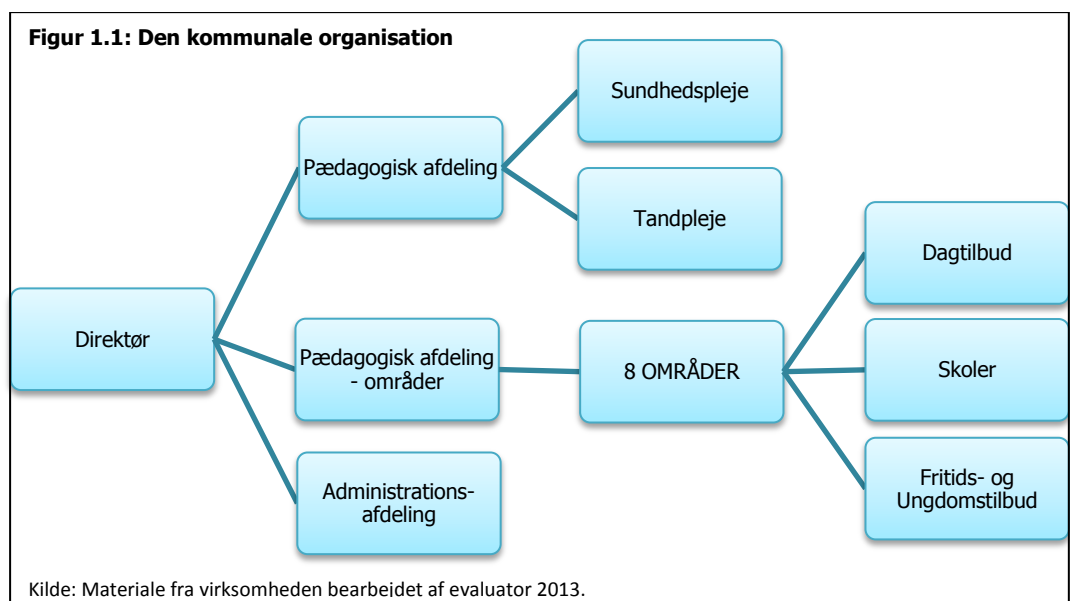 Figur 1.1: Den kommunale organisation
Sundhedspleje
Pædagogisk afdeling
Tandpleje
Dagtilbud
Direktør
Pædagogisk afdeling
- områder
8 OMRÅDER
Skoler
Administrations-
afdeling
Fritids- og
Ungdomstilbud
Kilde: Materiale fra virksomheden bearbejdet af evaluator 2013.